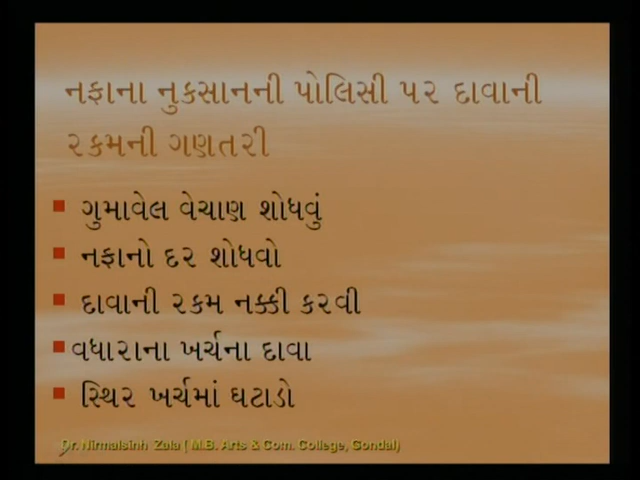 નફાના નુકસાનની પોલિસી પર દાવાની
રકમની ગણતરી
ગુમાવેલ વેચાણ શોધવું
નફાનો દર શોધવો
દાવાની રકમ નક્કી કરવી
વધારાના ખર્ચના દાવા
સ્થિર ખર્ચમાં ઘટાડો
Dr. Nirmalsinh Zala ( M.B. Arts & Com. College, Gondal)